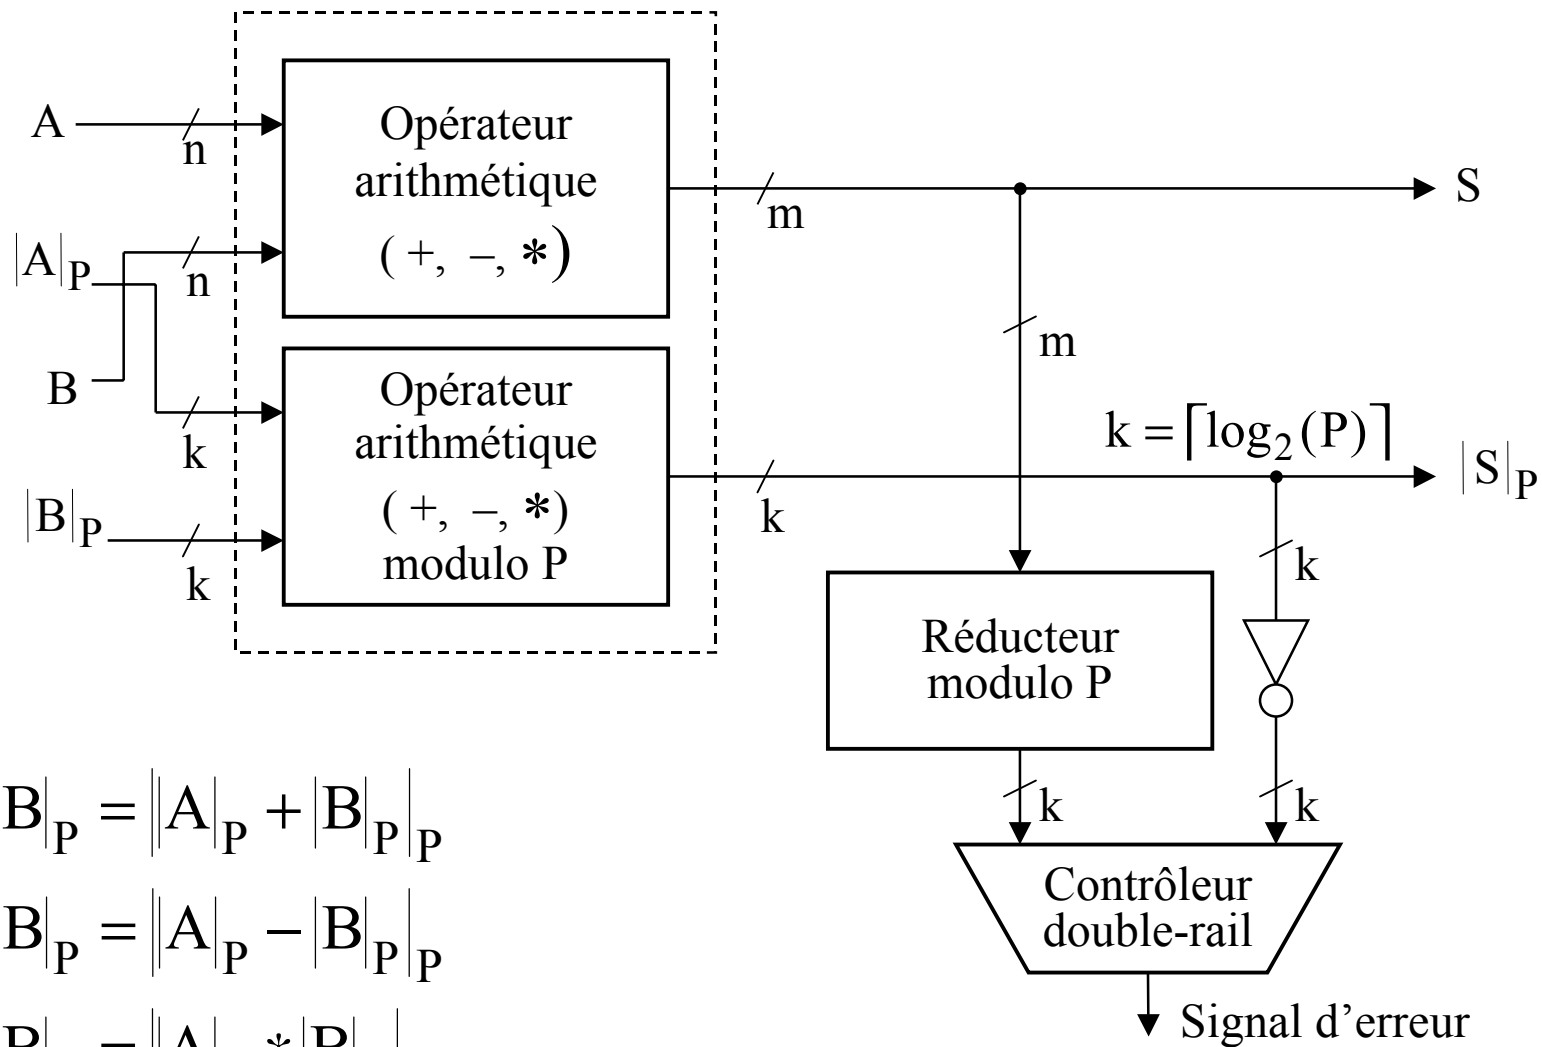 A
n
Opérateur
arithmétique
( +, –, *)
m
S
|A|P
n
B
m
Opérateur
arithmétique
( +, –, *)
modulo P
k
k = ⌈log2(P)⌉
|S|P
|B|P
k
k
k
Réducteur
modulo P
k
k
B|P = ||A|P + |B|P|P
B|P = ||A|P – |B|P|P
Contrôleur
double-rail
Signal d'erreur